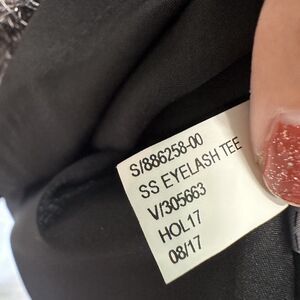 S/886258-00
SS EYELASH TEE
V/305663
HOL17
08/17